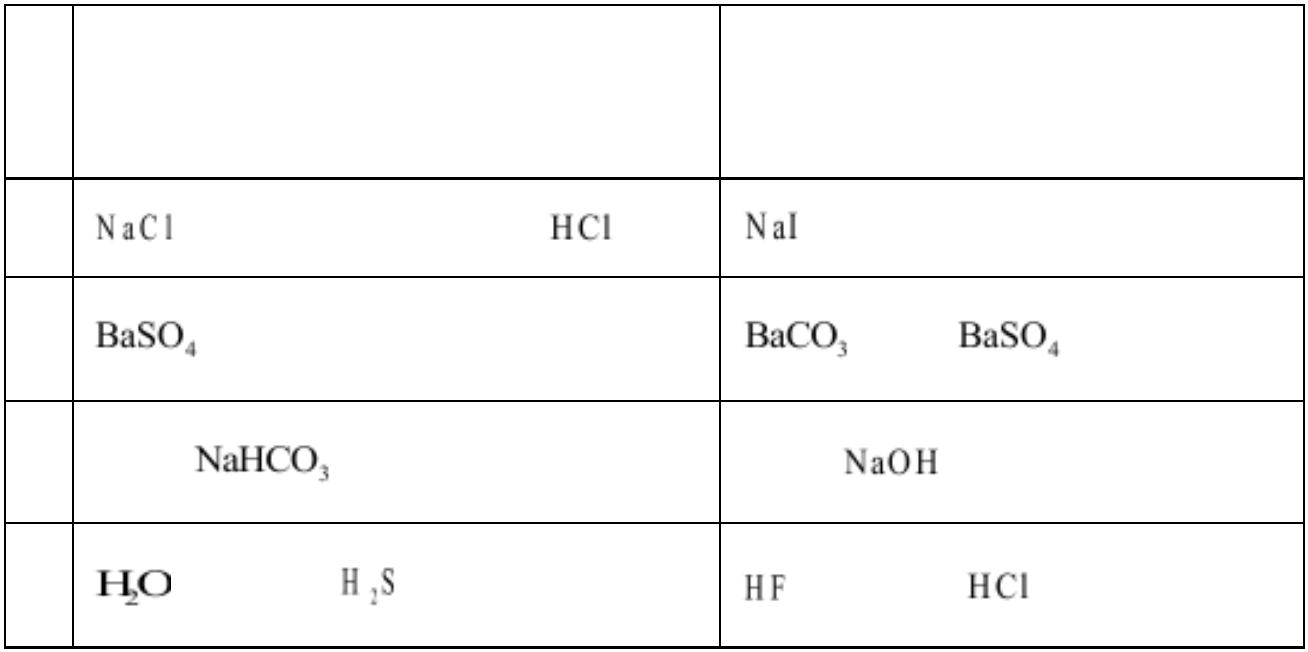 NaCl HCl NaI
BaSO₄ BaCO₃ BaSO₄
NaHCO₃ NaOH
H₂O H₂S HF HCl